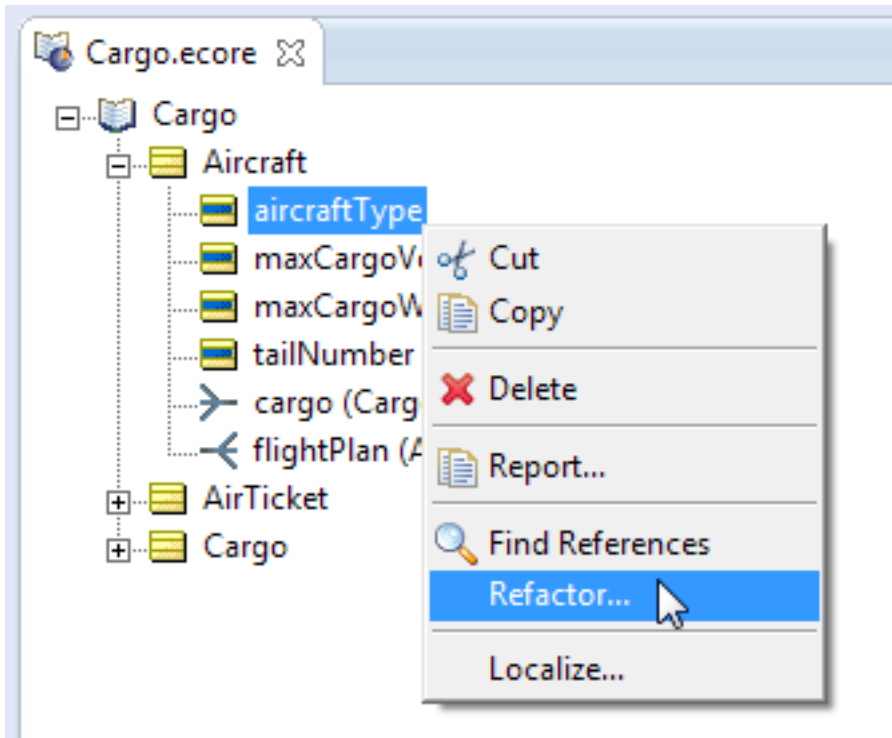 Cargo.ecore
Cargo
Aircraft
aircraftType
maxCargoV
maxCargoW
tailNumber
cargo (Carg
flightPlan (A
AirTicket
Cargo
Cut
Copy
Delete
Report...
Find References
Refactor...
Localize...